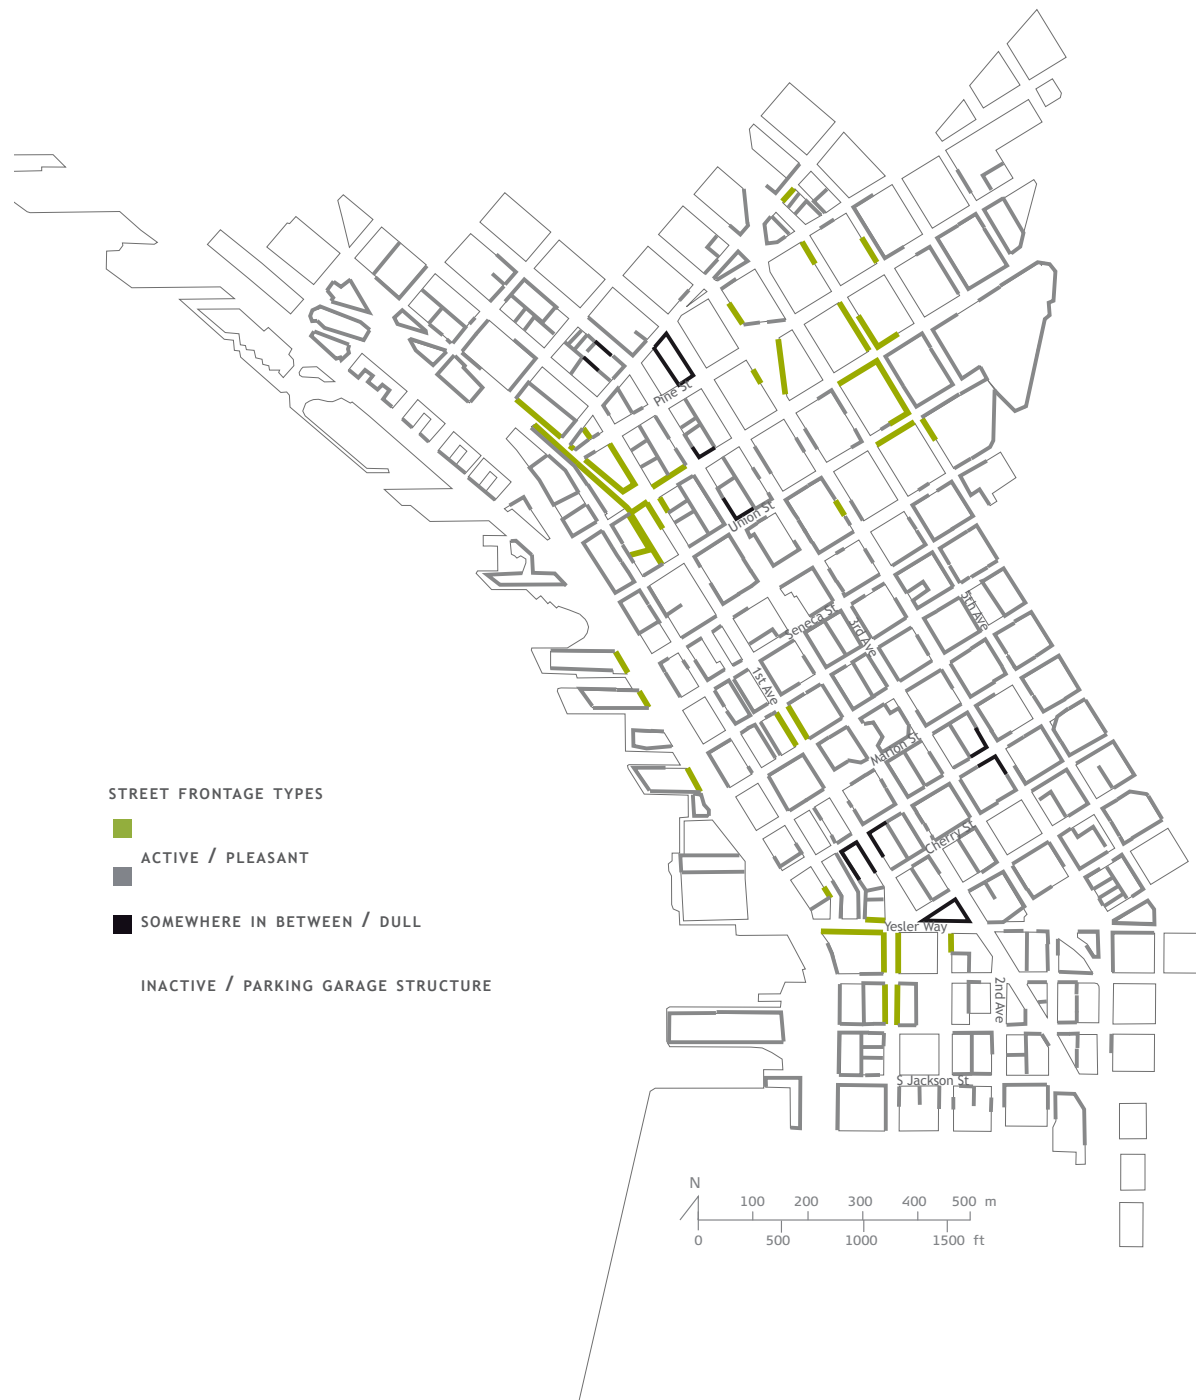 Pine St
Union St
Seneca St
3rd Ave
5th Ave
1st Ave
Marion St
Cherry St
Yesler Way
2nd Ave
S Jackson St
STREET FRONTAGE TYPES
ACTIVE / PLEASANT
SOMEWHERE IN BETWEEN / DULL
INACTIVE / PARKING GARAGE STRUCTURE
N
100 200 300 400 500 m
0 500 1000 1500 ft